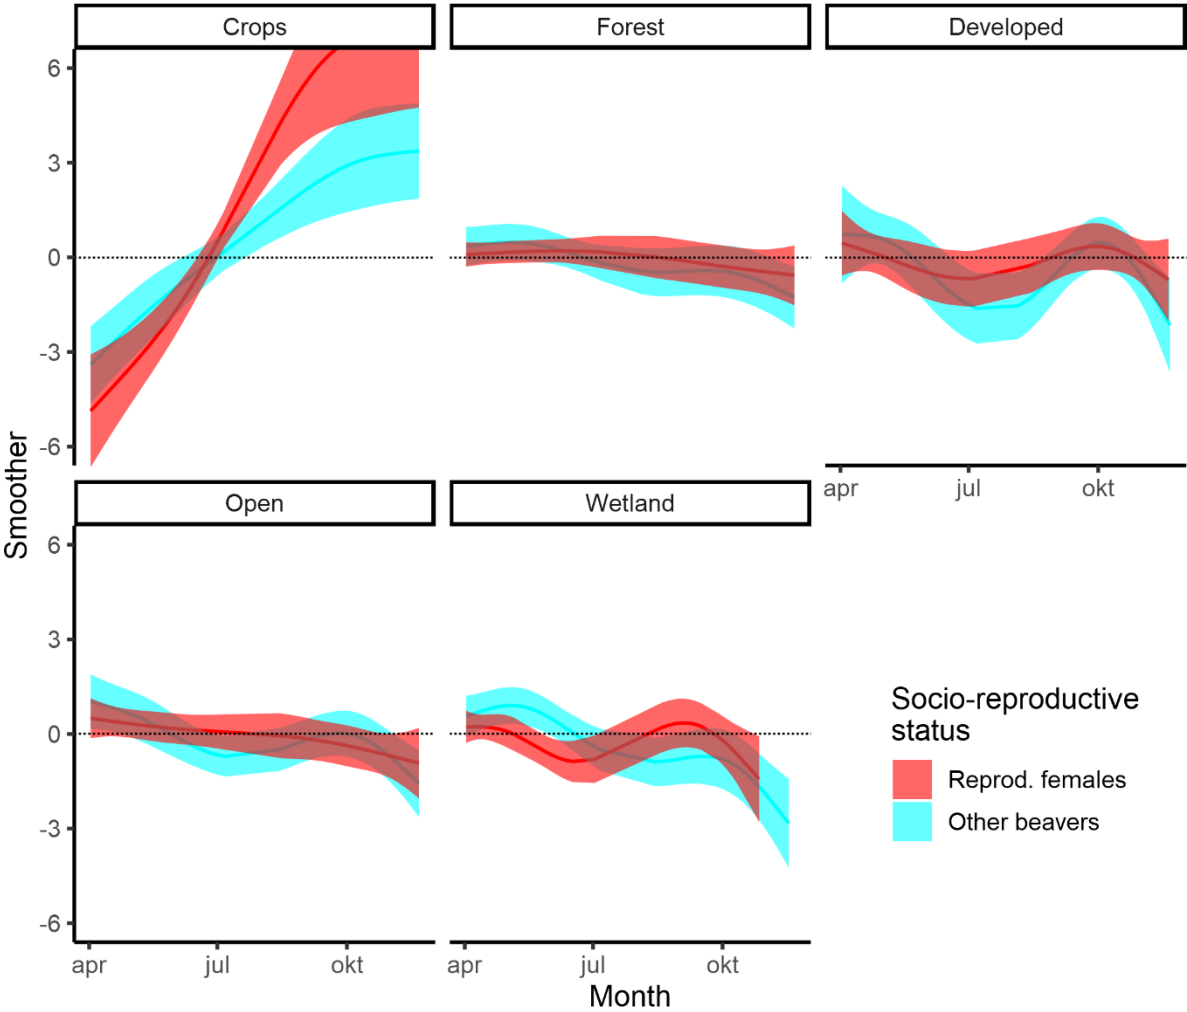 Crops
Forest
Developed
6
3
0
-3
-6
apr
jul
okt
Open
Wetland
6
3
0
-3
-6
apr
jul
okt
apr
jul
okt
Smoother
Month
Socio-reproductive
status
Reprod. females
Other beavers